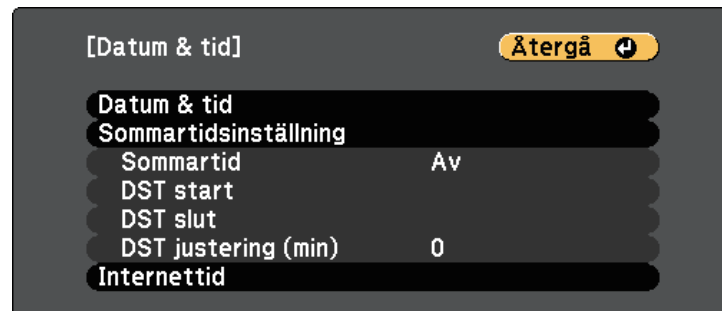 [Datum & tid] Återgå
Datum & tid
Sommartidsinställning
Sommartid Av
DST start
DST slut
DST justering (min) 0
Internettid